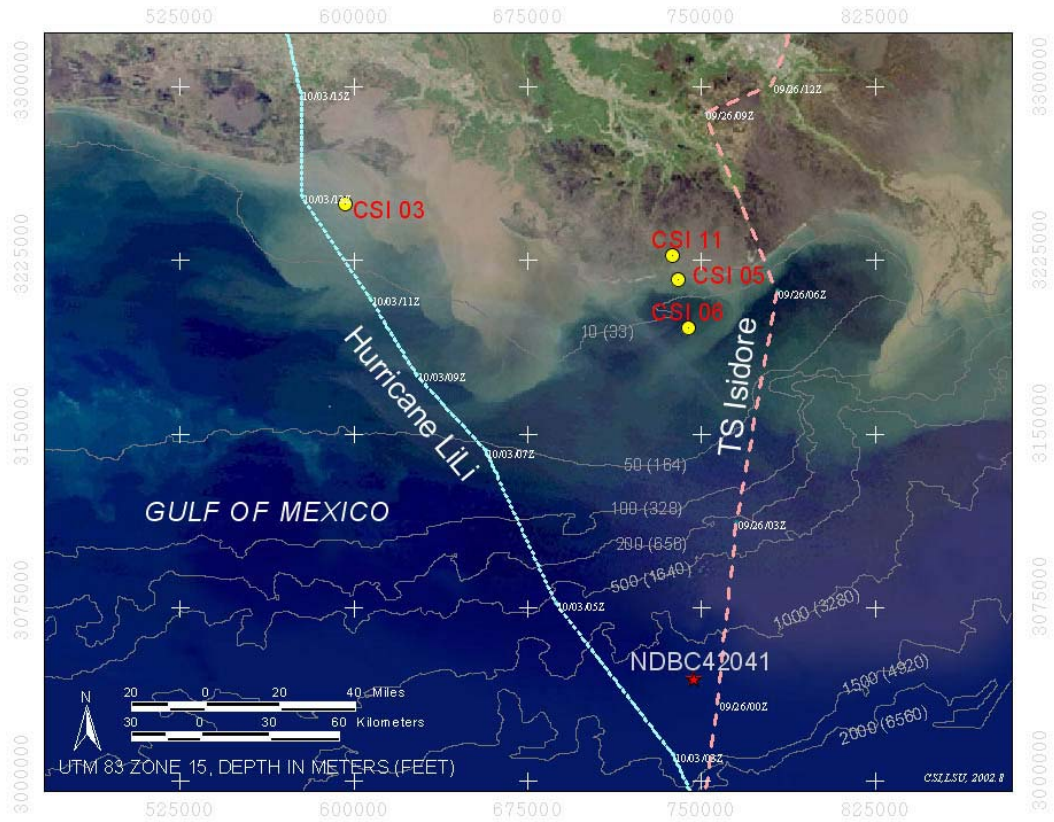 525000 600000 675000 750000 825000
3300000 3300000
10/03/15Z
09/26/12Z
09/26.09Z
10/03/13Z
CSI 03
CSI 11
3225000 3225000
CSI 05
10/03/11Z
09/26/06Z
CSI 06
10 (33)
Hurricane LiLi
TS Isidore
10/03/09Z
3150000 3150000
10/03.07Z
50 (164)
GULF OF MEXICO
100 (328)
09/26/03Z
200 (656)
500 (1640)
3075000 3075000
10/03.05Z
1000 (3280)
NDBC42041
1500 (4920)
N
20 0 20 40 Miles
09/26/00Z
30 0 30 60 Kilometers
2000 (6560)
10/03/03Z
UTM 83 ZONE 15, DEPTH IN METERS (FEET)
CSI,LSU, 2002.8
3000000 3000000
525000 600000 675000 750000 825000